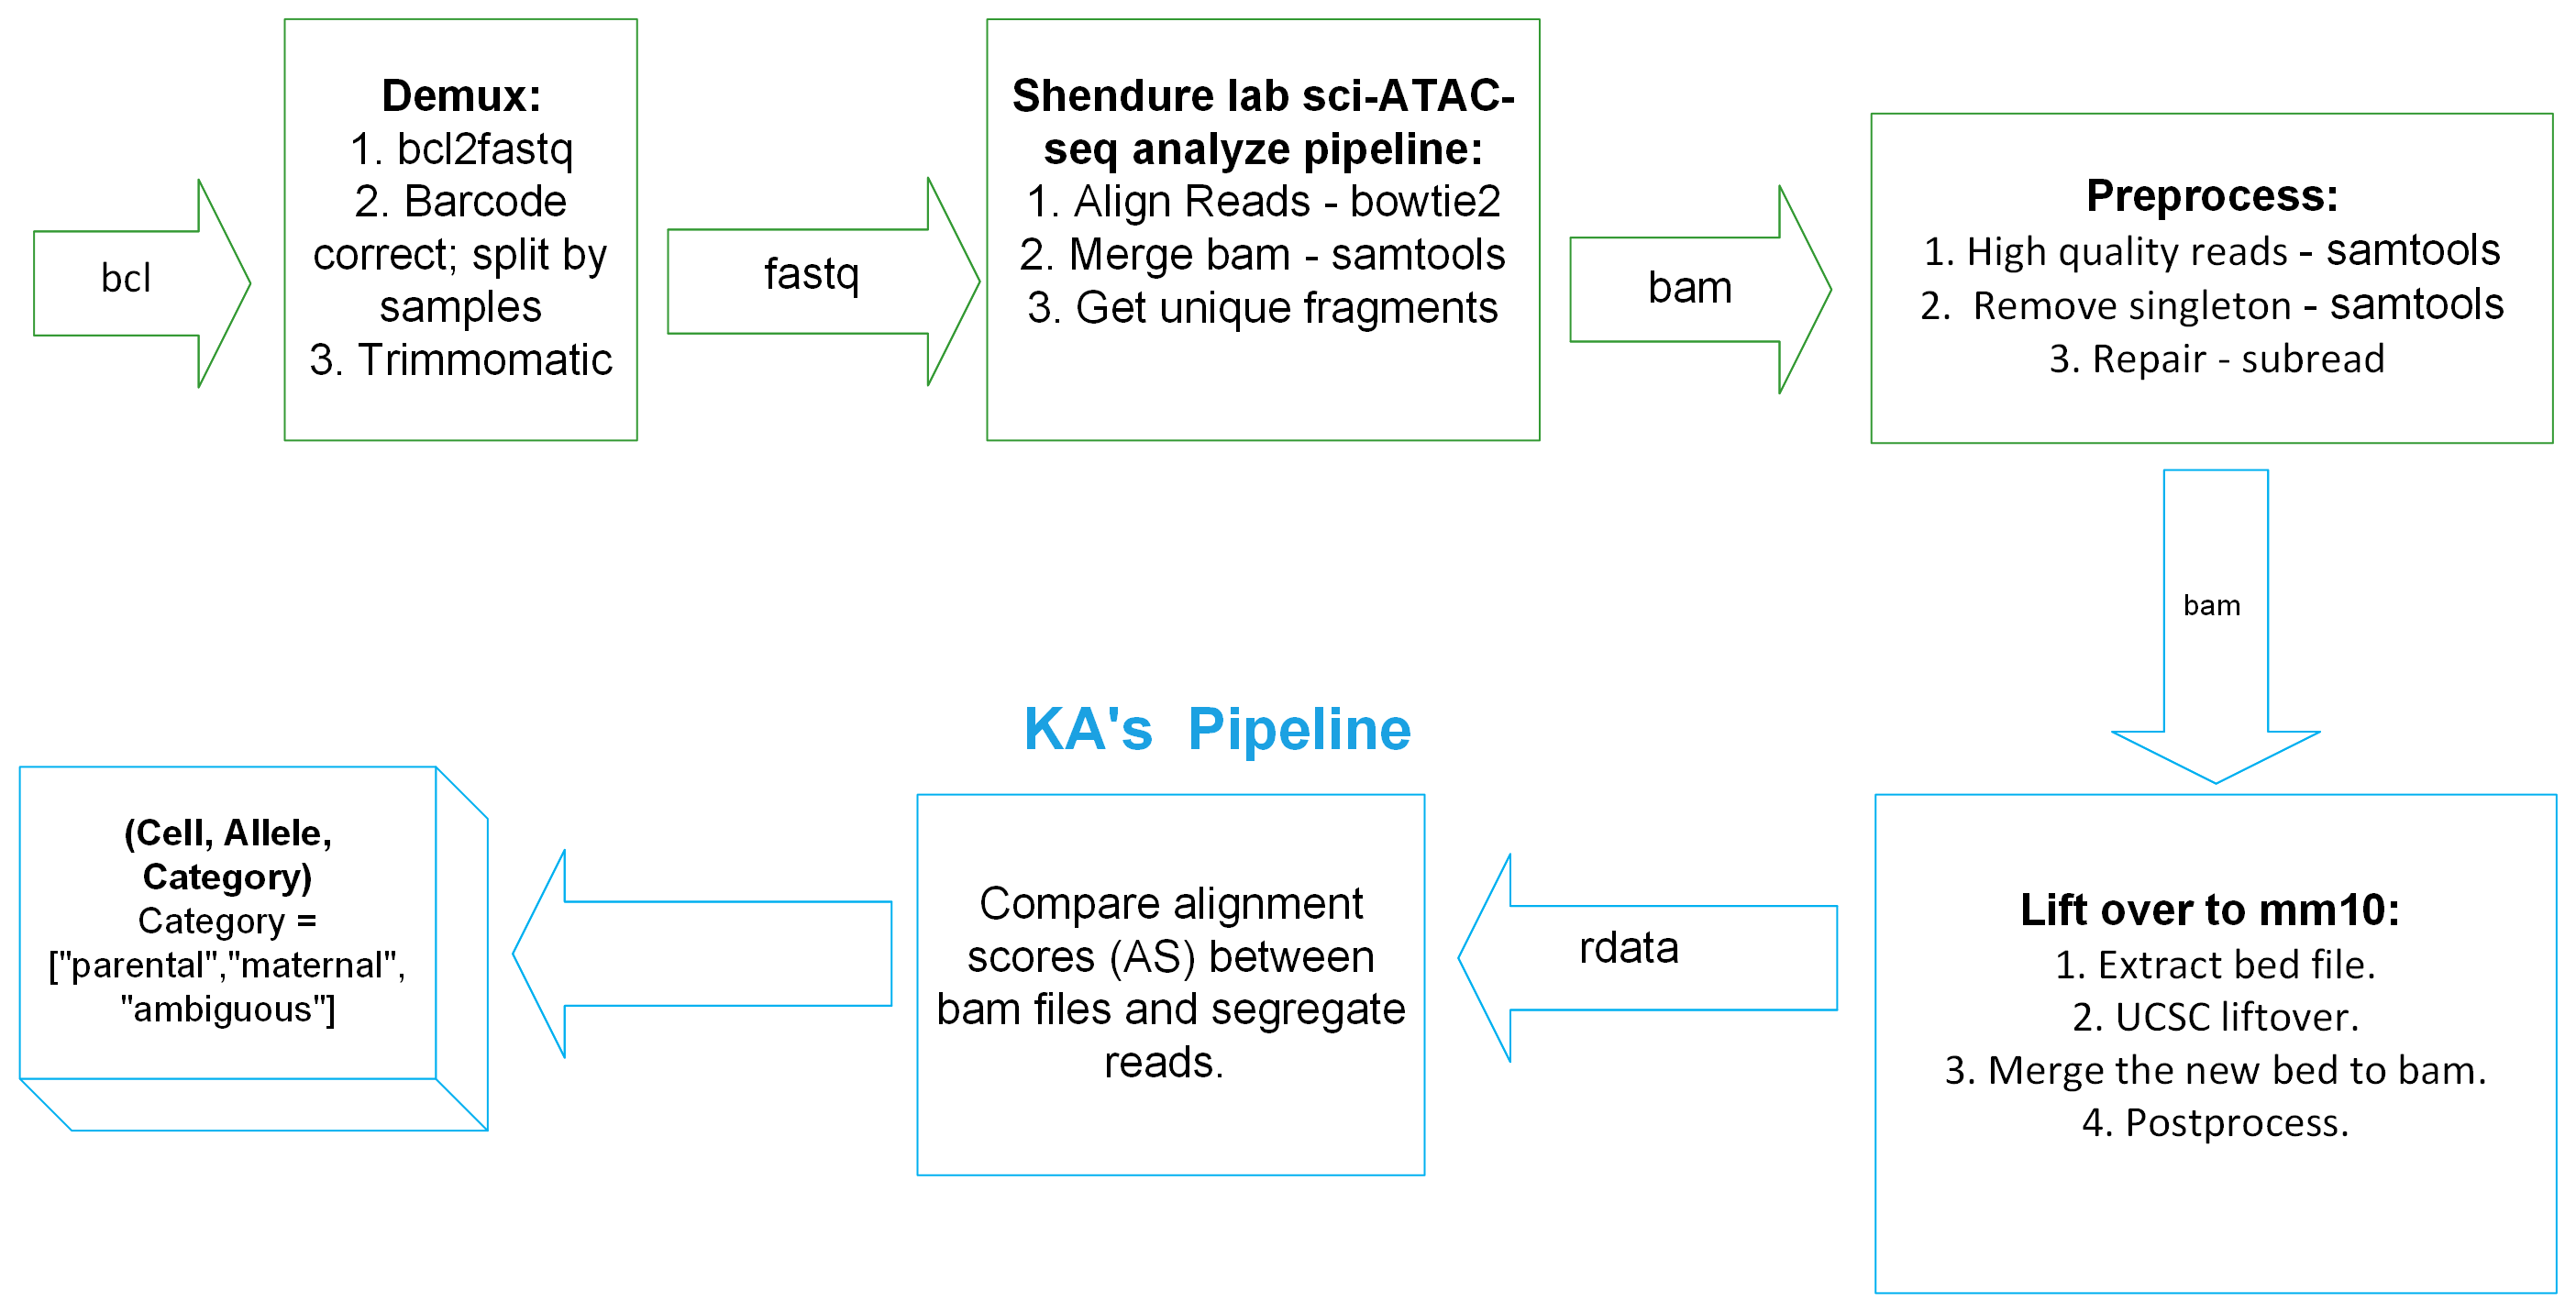 bcl
Demux:
1. bcl2fastq
2. Barcode
correct; split by
samples
3. Trimmomatic
fastq
Shendure lab sci-ATAC-
seq analyze pipeline:
1. Align Reads - bowtie2
2. Merge bam - samtools
3. Get unique fragments
bam
Preprocess:
1. High quality reads - samtools
2. Remove singleton - samtools
3. Repair - subread
bam
KA's Pipeline
Lift over to mm10:
1. Extract bed file.
2. UCSC liftover.
3. Merge the new bed to bam.
4. Postprocess.
rdata
Compare alignment
scores (AS) between
bam files and segregate
reads.
(Cell, Allele,
Category)
Category =
["parental","maternal",
"ambiguous"]